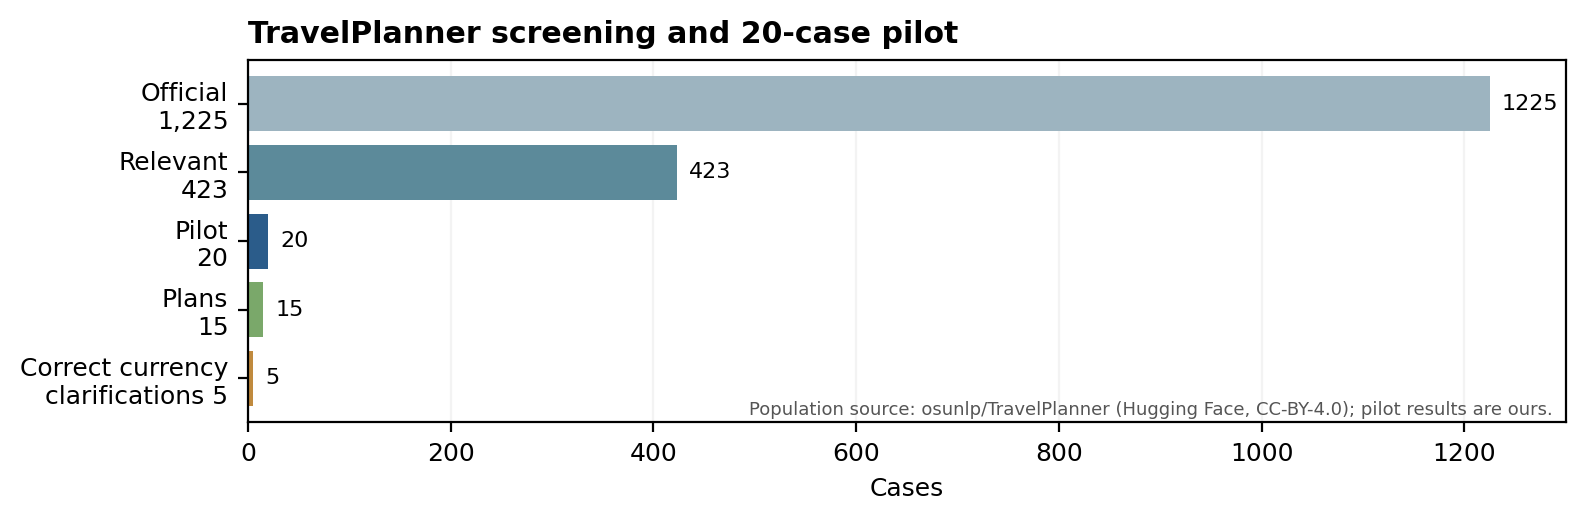 TravelPlanner screening and 20-case pilot
Official
1,225
1225
Relevant
423
423
Pilot
20
20
Plans
15
15
Correct currency
clarifications 5
5
Population source: osunlp/TravelPlanner (Hugging Face, CC-BY-4.0); pilot results are ours.
0 200 400 600 800 1000 1200
Cases